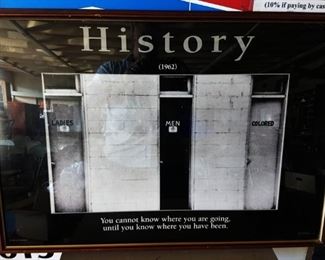 (10% if paying by cas
History
(1962)
LADIES
MEN
COLORED
You cannot know where you are going,
until you know where you have been.